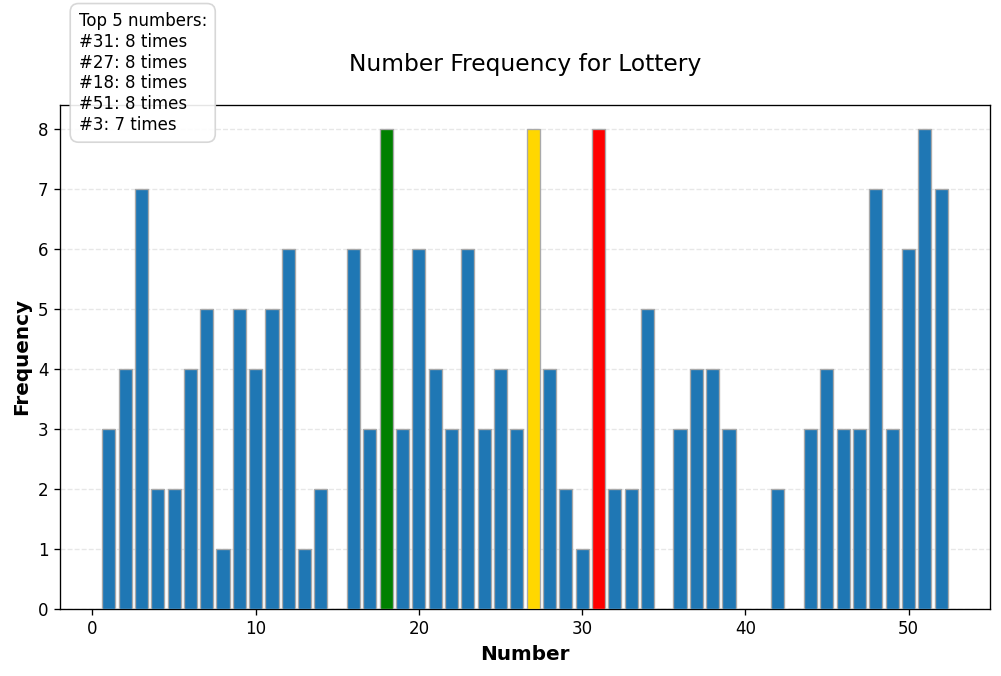 Top 5 numbers:
#31: 8 times
#27: 8 times
#18: 8 times
#51: 8 times
#3: 7 times
Number Frequency for Lottery
Frequency
8
7
6
5
4
3
2
1
0
0 10 20 30 40 50
Number